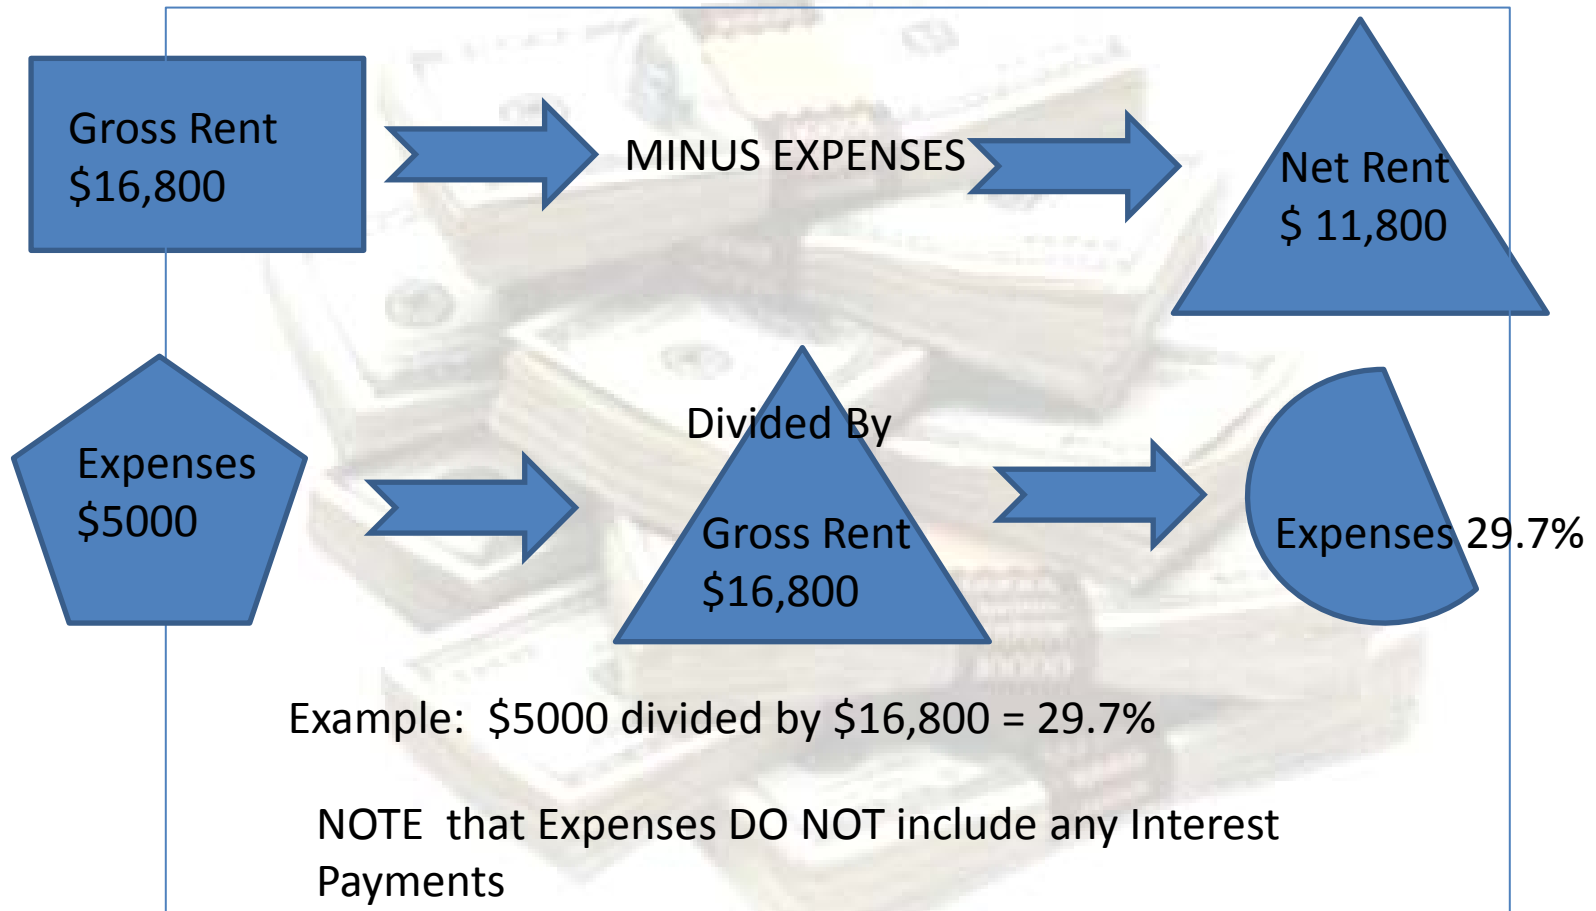 Gross Rent
$16,800
MINUS EXPENSES
Net Rent
$ 11,800
Expenses
$5000
Divided By
Gross Rent
$16,800
Expenses 29.7%
Example:  $5000 divided by $16,800 = 29.7%
NOTE  that Expenses DO NOT include any Interest
Payments